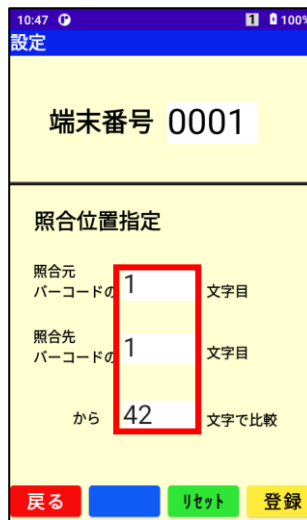 10:47 1 100%
設定
端末番号 0001
照合位置指定
照合元
バーコードの 1 文字目
照合先
バーコードの 1 文字目
から 42 文字で比較
戻る リセット 登録